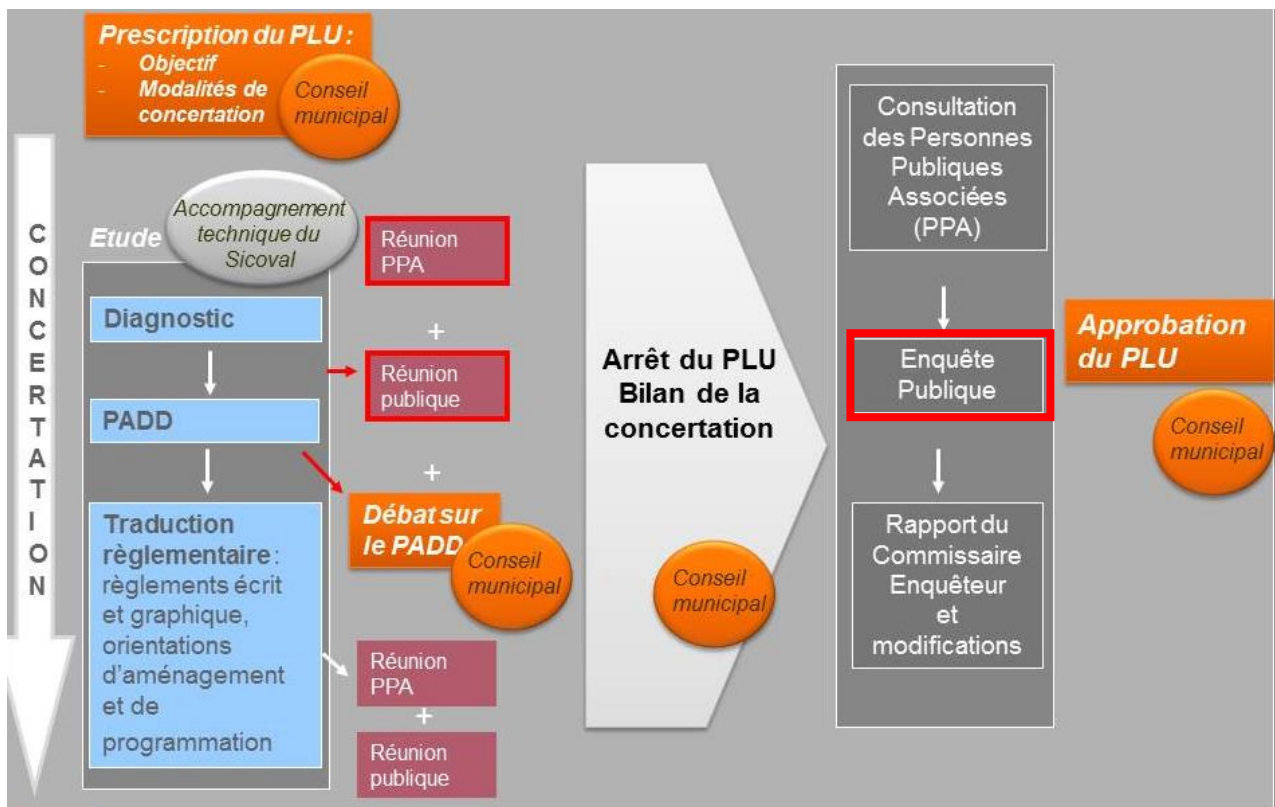 Prescription du PLU :
- Objectif
- Modalités de
concertation
Conseil
municipal
CONCERTATION
Etude
Accompagnement
technique du
Sicoval
Diagnostic
PADD
Traduction
règlementaire :
règlements écrit
et graphique,
orientations
d'aménagement
et de
programmation
Réunion
PPA
+
Réunion
publique
+
Débat sur
le PADD
Conseil
municipal
Réunion
PPA
+
Réunion
publique
Arrêt du PLU
Bilan de la
concertation
Conseil
municipal
Consultation
des Personnes
Publiques
Associées
(PPA)
Enquête
Publique
Rapport du
Commissaire
Enquêteur
et
modifications
Approbation
du PLU
Conseil
municipal